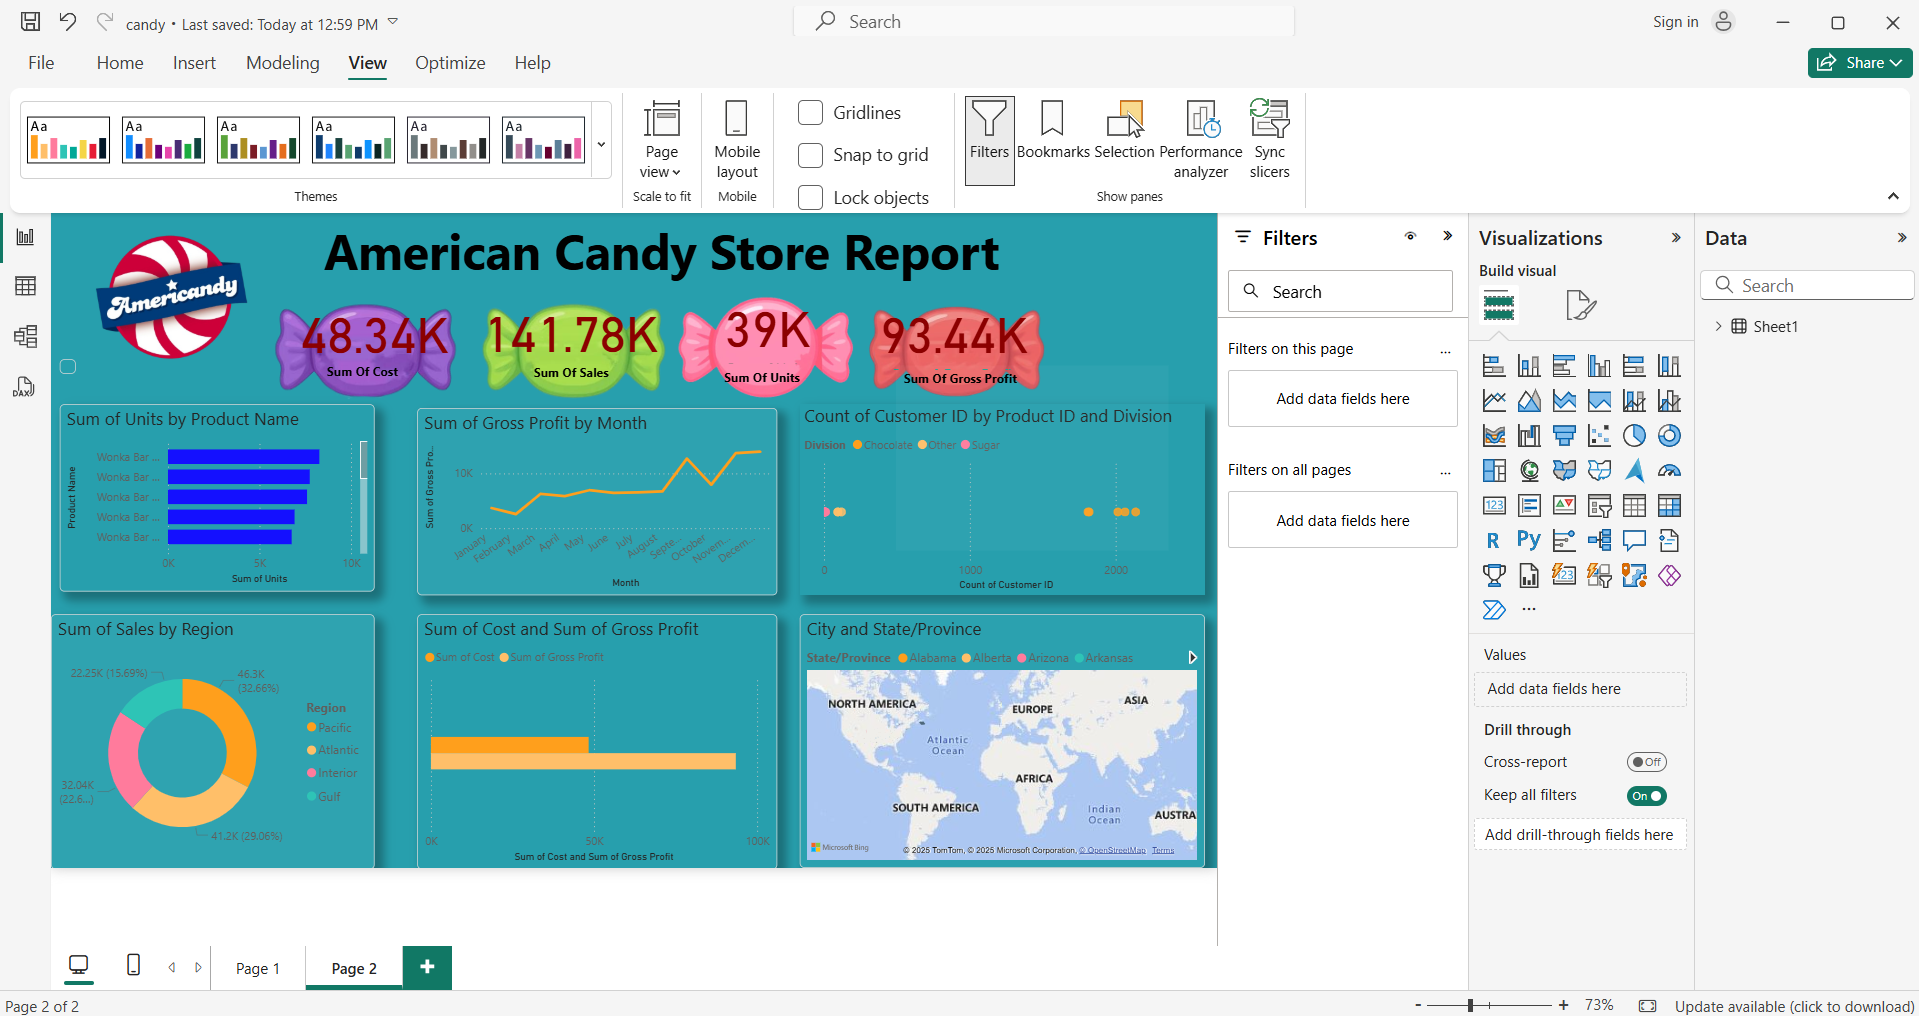 candy • Last saved: Today at 12:59 PM
Search
Sign in
File Home Insert Modeling View Optimize Help
Share
Aa Aa Aa Aa Aa Aa
Themes
Page view
Scale to fit
Mobile layout
Mobile
Gridlines
Snap to grid
Lock objects
Filters
Bookmarks
Selection
Performance analyzer
Sync slicers
Show panes
DAX
Americandy
American Candy Store Report
48.34K
Sum Of Cost
141.78K
Sum Of Sales
39K
Sum Of Units
93.44K
Sum Of Gross Profit
Sum of Units by Product Name
Product Name
Wonka Bar ...
Wonka Bar ...
Wonka Bar ...
Wonka Bar ...
Wonka Bar ...
0K 5K 10K
Sum of Units
Sum of Gross Profit by Month
Sum of Gross Pro...
10K
0K
January February March April May June July August Septe... October Novem... Decem...
Month
Count of Customer ID by Product ID and Division
Division Chocolate Other Sugar
0 1000 2000
Count of Customer ID
Sum of Sales by Region
22.25K (15.69%)
46.3K
(32.66%)
32.04K
(22.6...)
41.2K (29.06%)
Region
Pacific
Atlantic
Interior
Gulf
Sum of Cost and Sum of Gross Profit
Sum of Cost Sum of Gross Profit
0K 50K 100K
Sum of Cost and Sum of Gross Profit
City and State/Province
State/Province Alabama Alberta Arizona Arkansas
NORTH AMERICA
EUROPE
ASIA
Atlantic
Ocean
AFRICA
SOUTH AMERICA
Indian
Ocean
AUSTRA
Microsoft Bing
© 2025 TomTom, © 2025 Microsoft Corporation, © OpenStreetMap Terms
Filters
Search
Filters on this page ...
Add data fields here
Filters on all pages ...
Add data fields here
Visualizations
Build visual
123
R Py
123
...
Values
Add data fields here
Drill through
Cross-report Off
Keep all filters On
Add drill-through fields here
Data
Search
Sheet1
Page 1
Page 2
+
Page 2 of 2
- + 73%
Update available (click to download)